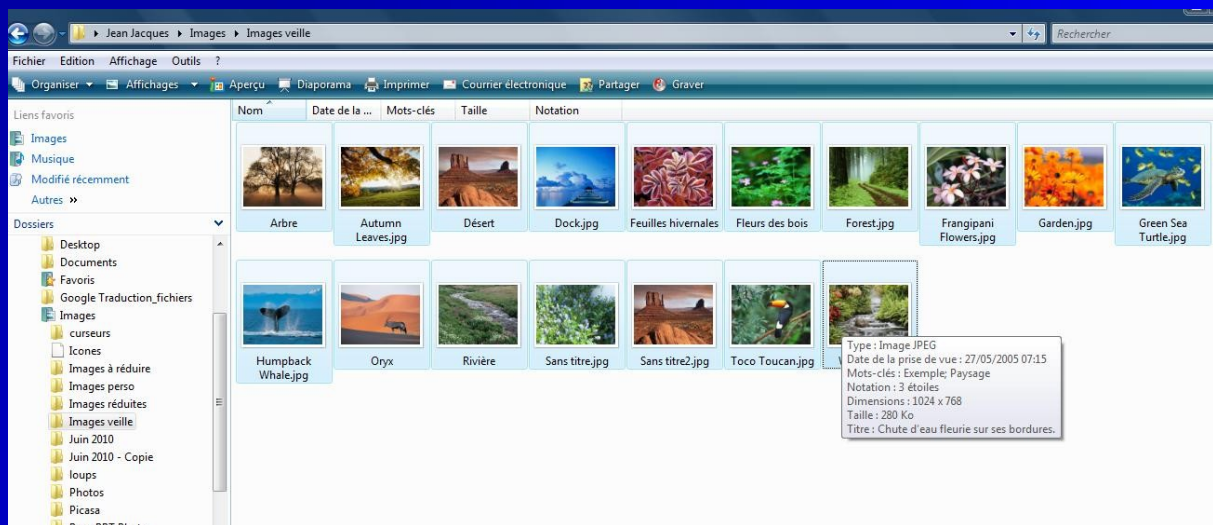 Jean Jacques Images Images veille
Rechercher
Fichier Edition Affichage Outils ?
Organiser Affichages Aperçu Diaporama Imprimer Courrier électronique Partager Graver
Liens favoris
Images
Musique
Modifié récemment
Autres »
Dossiers
Desktop
Documents
Favoris
Google Traduction_fichiers
Images
curseurs
Icones
Images à réduire
Images perso
Images réduites
Images veille
Juin 2010
Juin 2010 - Copie
loups
Photos
Picasa
Nom Date de la ... Mots-clés Taille Notation
Arbre
Autumn
Leaves.jpg
Désert
Dock.jpg
Feuilles hivernales
Fleurs des bois
Forest.jpg
Frangipani
Flowers.jpg
Garden.jpg
Green Sea
Turtle.jpg
Humpback
Whale.jpg
Oryx
Rivière
Sans titre.jpg
Sans titre2.jpg
Toco Toucan.jpg
Type : Image JPEG
Date de la prise de vue : 27/05/2005 07:15
Mots-clés : Exemple; Paysage
Notation : 3 étoiles
Dimensions : 1024 x 768
Taille : 280 Ko
Titre : Chute d'eau fleurie sur ses bordures.